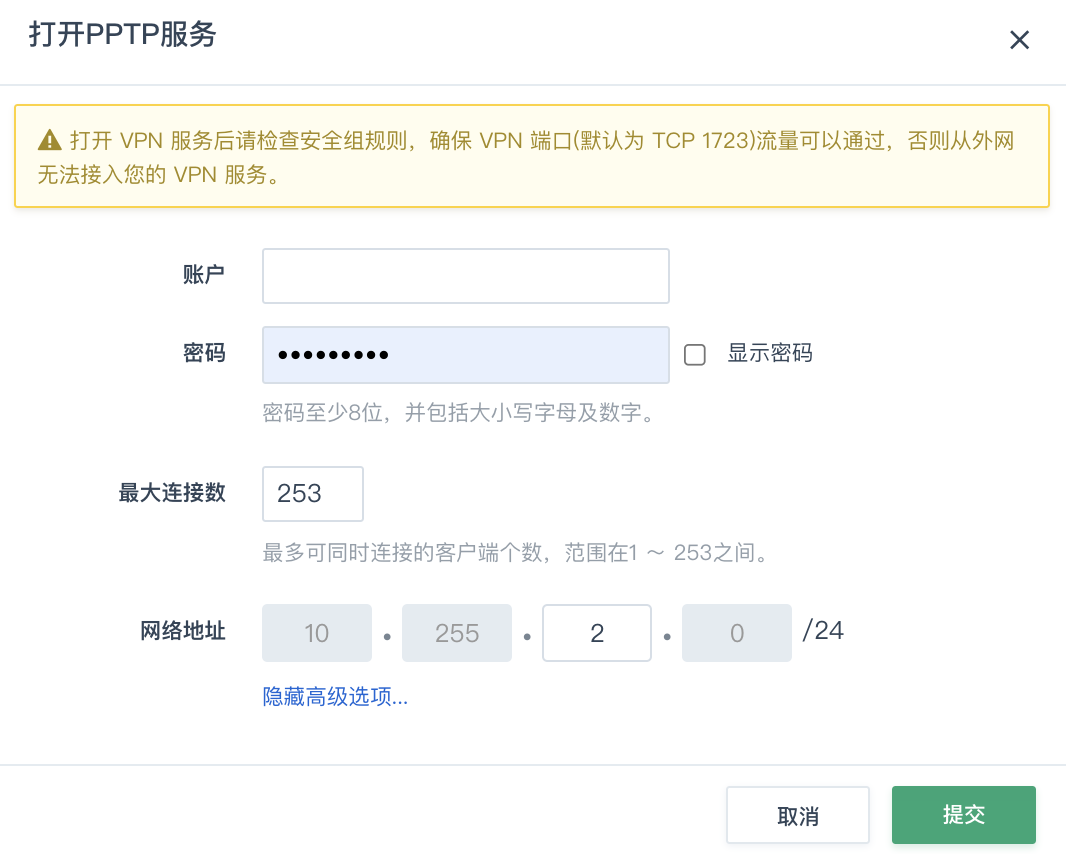 打开PPTP服务
打开 VPN 服务后请检查安全组规则，确保 VPN 端口(默认为 TCP 1723)流量可以通过，否则从外网
无法接入您的 VPN 服务。
账户
密码 ••••••••• 显示密码
密码至少8位，并包括大小写字母及数字。
最大连接数 253
最多可同时连接的客户端个数，范围在1 ～ 253之间。
网络地址 10 . 255 . 2 . 0 /24
隐藏高级选项...
取消 提交